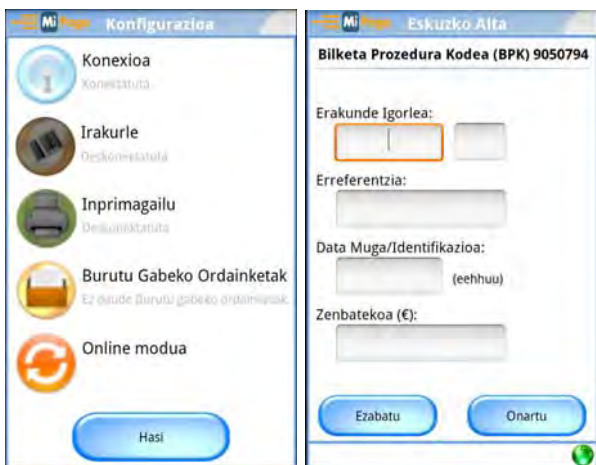 Mi Pago Konfigurazioa
Konexioa
Konektatuta
Irakurle
Deskonektatuta
Inprimagailu
Deskonektatuta
Burutu Gabeko Ordainketak
Ez daude Burutu gabeko ordainketak.
Online modua
Hasi
Mi Pago Eskuzko Alta
Bilketa Prozedura Kodea (BPK) 9050794
Erakunde Igorlea:
Erreferentzia:
Data Muga/Identifikazioa:
(eehhuu)
Zenbatekoa (€):
Ezabatu Onartu